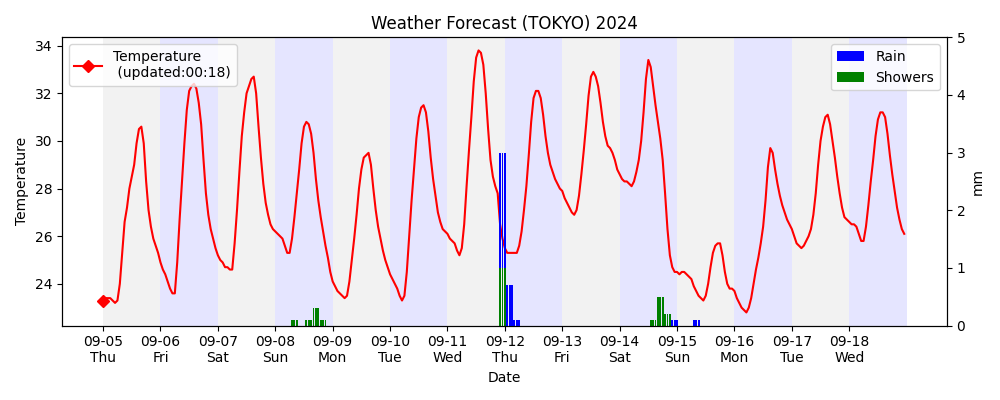 Weather Forecast (TOKYO) 2024
Temperature
(updated:00:18)
Rain
Showers
Temperature
34
32
30
28
26
24
5
4
3
2
1
0
mm
09-05 09-06 09-07 09-08 09-09 09-10 09-11 09-12 09-13 09-14 09-15 09-16 09-17 09-18
Thu Fri Sat Sun Mon Tue Wed Thu Fri Sat Sun Mon Tue Wed
Date